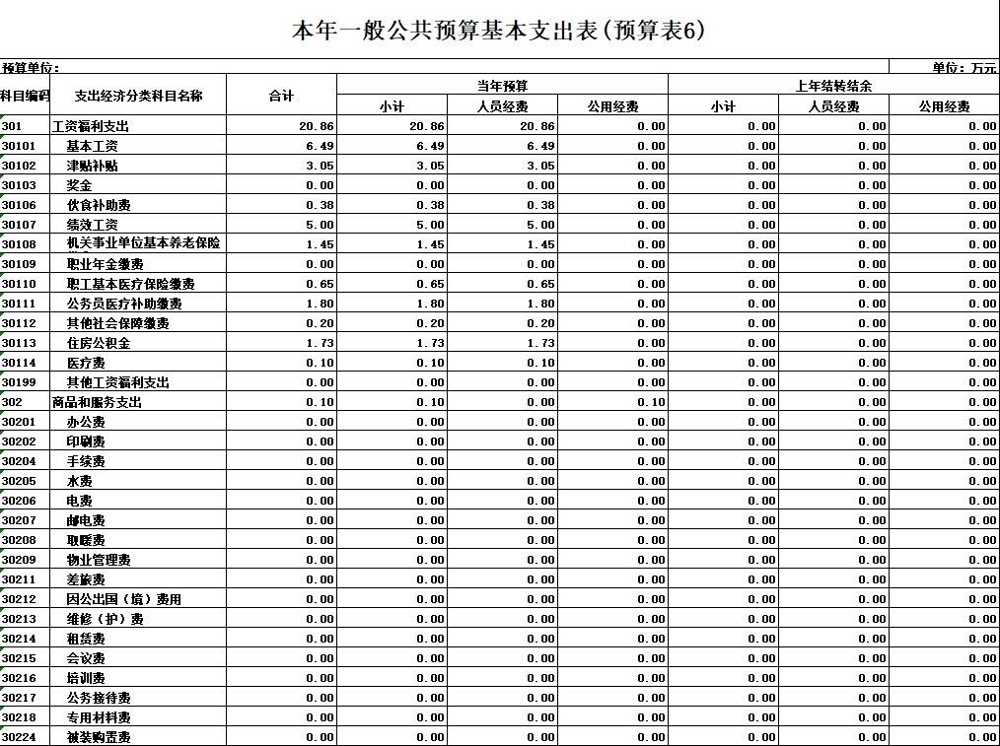 本年一般公共预算基本支出表(预算表6)
预算单位: 单位: 万元
科目编码 支出经济分类科目名称 合计 当年预算 上年结转结余
小计 人员经费 公用经费 小计 人员经费 公用经费
301 工资福利支出 20.86 20.86 20.86 0.00 0.00 0.00 0.00
30101 基本工资 6.49 6.49 6.49 0.00 0.00 0.00 0.00
30102 津贴补贴 3.05 3.05 3.05 0.00 0.00 0.00 0.00
30103 奖金 0.00 0.00 0.00 0.00 0.00 0.00 0.00
30106 伙食补助费 0.38 0.38 0.38 0.00 0.00 0.00 0.00
30107 绩效工资 5.00 5.00 5.00 0.00 0.00 0.00 0.00
30108 机关事业单位基本养老保险 1.45 1.45 1.45 0.00 0.00 0.00 0.00
30109 职业年金缴费 0.00 0.00 0.00 0.00 0.00 0.00 0.00
30110 职工基本医疗保险缴费 0.65 0.65 0.65 0.00 0.00 0.00 0.00
30111 公务员医疗补助缴费 1.80 1.80 1.80 0.00 0.00 0.00 0.00
30112 其他社会保障缴费 0.20 0.20 0.20 0.00 0.00 0.00 0.00
30113 住房公积金 1.73 1.73 1.73 0.00 0.00 0.00 0.00
30114 医疗费 0.10 0.10 0.10 0.00 0.00 0.00 0.00
30199 其他工资福利支出 0.00 0.00 0.00 0.00 0.00 0.00 0.00
302 商品和服务支出 0.10 0.10 0.00 0.10 0.00 0.00 0.00
30201 办公费 0.00 0.00 0.00 0.00 0.00 0.00 0.00
30202 印刷费 0.00 0.00 0.00 0.00 0.00 0.00 0.00
30204 手续费 0.00 0.00 0.00 0.00 0.00 0.00 0.00
30205 水费 0.00 0.00 0.00 0.00 0.00 0.00 0.00
30206 电费 0.00 0.00 0.00 0.00 0.00 0.00 0.00
30207 邮电费 0.00 0.00 0.00 0.00 0.00 0.00 0.00
30208 取暖费 0.00 0.00 0.00 0.00 0.00 0.00 0.00
30209 物业管理费 0.00 0.00 0.00 0.00 0.00 0.00 0.00
30211 差旅费 0.00 0.00 0.00 0.00 0.00 0.00 0.00
30212 因公出国（境）费用 0.00 0.00 0.00 0.00 0.00 0.00 0.00
30213 维修（护）费 0.00 0.00 0.00 0.00 0.00 0.00 0.00
30214 租赁费 0.00 0.00 0.00 0.00 0.00 0.00 0.00
30215 会议费 0.00 0.00 0.00 0.00 0.00 0.00 0.00
30216 培训费 0.00 0.00 0.00 0.00 0.00 0.00 0.00
30217 公务接待费 0.00 0.00 0.00 0.00 0.00 0.00 0.00
30218 专用材料费 0.00 0.00 0.00 0.00 0.00 0.00 0.00
30224 被装购置费 0.00 0.00 0.00 0.00 0.00 0.00 0.00